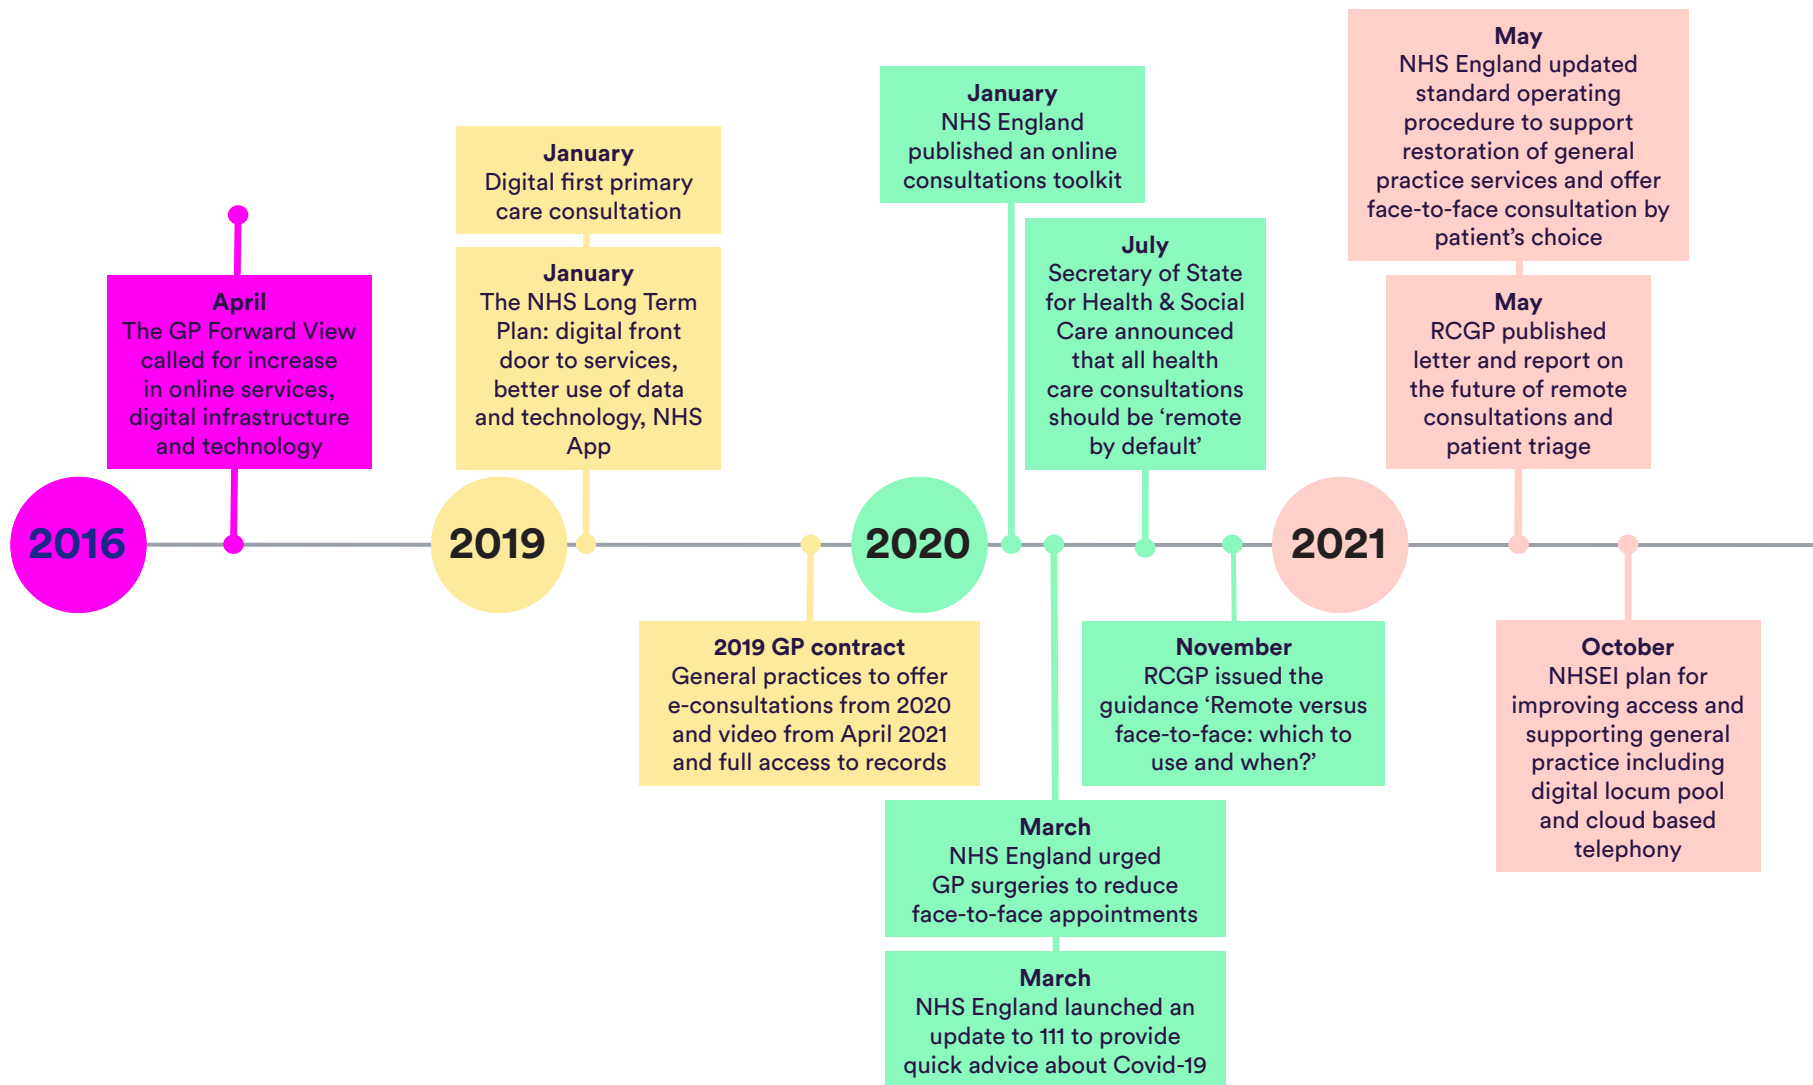 2016
April
The GP Forward View
called for increase
in online services,
digital infrastructure
and technology
2019
January
Digital first primary
care consultation
January
The NHS Long Term
Plan: digital front
door to services,
better use of data
and technology, NHS
App
2019 GP contract
General practices to offer
e-consultations from 2020
and video from April 2021
and full access to records
2020
January
NHS England
published an online
consultations toolkit
March
NHS England urged
GP surgeries to reduce
face-to-face appointments
March
NHS England launched an
update to 111 to provide
quick advice about Covid-19
July
Secretary of State
for Health & Social
Care announced
that all health
care consultations
should be ‘remote
by default’
November
RCGP issued the
guidance ‘Remote versus
face-to-face: which to
use and when?’
2021
May
NHS England updated
standard operating
procedure to support
restoration of general
practice services and offer
face-to-face consultation by
patient’s choice
May
RCGP published
letter and report on
the future of remote
consultations and
patient triage
October
NHSEI plan for
improving access and
supporting general
practice including
digital locum pool
and cloud based
telephony